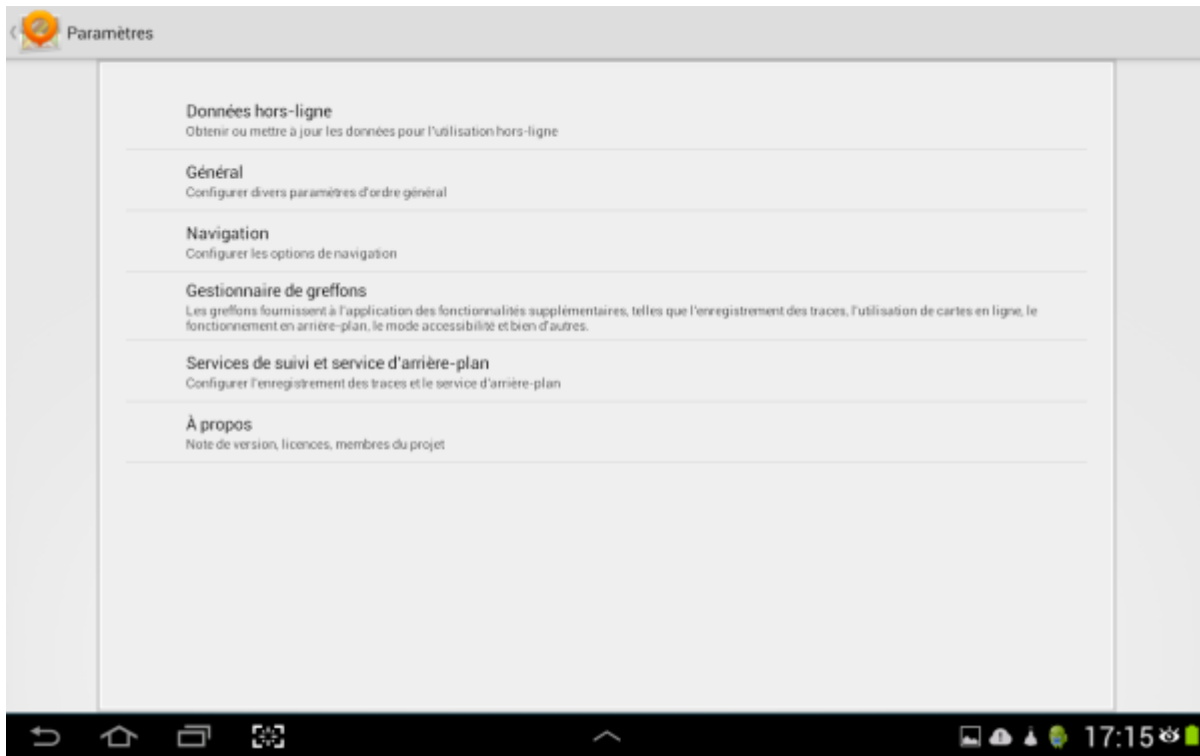 Paramètres
Données hors-ligne
Obtenir ou mettre à jour les données pour l'utilisation hors-ligne
Général
Configurer divers paramètres d'ordre général
Navigation
Configurer les options de navigation
Gestionnaire de greffons
Les greffons fournissent à l'application des fonctionnalités supplémentaires, telles que l'enregistrement des traces, l'utilisation de cartes en ligne, le
fonctionnement en arrière-plan, le mode accessibilité et bien d'autres.
Services de suivi et service d'arrière-plan
Configurer l'enregistrement des traces et le service d'arrière-plan
À propos
Note de version, licences, membres du projet
17:15